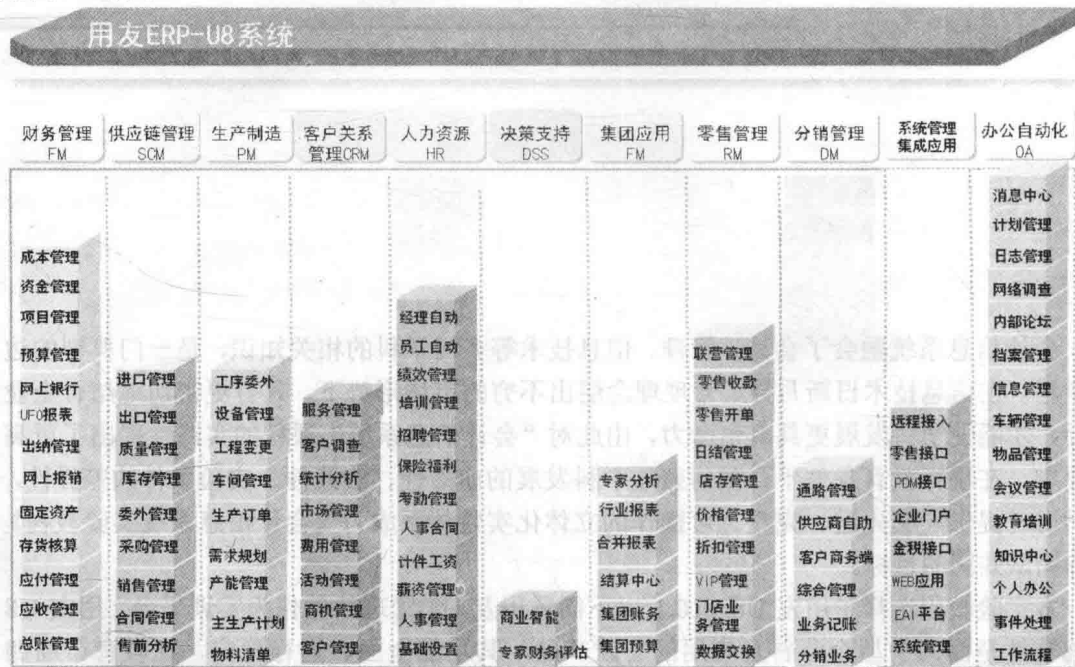 用友ERP-U8系统
财务管理
FM
供应链管理
SCM
生产制造
PM
客户关系
管理CRM
人力资源
HR
决策支持
DSS
集团应用
FM
零售管理
RM
分销管理
DM
系统管理
集成应用
办公自动化
OA
成本管理
资金管理
项目管理
预算管理
网上银行
UFO报表
出纳管理
网上报销
固定资产
存货核算
应付管理
应收管理
总账管理
进口管理
出口管理
质量管理
库存管理
委外管理
采购管理
销售管理
合同管理
售前分析
工序委外
设备管理
工程变更
车间管理
生产订单
需求规划
产能管理
主生产计划
物料清单
服务管理
客户调查
统计分析
市场管理
费用管理
活动管理
商机管理
客户管理
经理自动
员工自动
绩效管理
培训管理
招聘管理
保险福利
考勤管理
人事合同
计件工资
薪资管理
人事管理
基础设置
商业智能
专家财务评估
专家分析
行业报表
合并报表
结算中心
集团账务
集团预算
联营管理
零售收款
零售开单
日结管理
店存管理
价格管理
折扣管理
VIP管理
门店业
务管理
数据交换
通路管理
供应商自助
客户商务端
综合管理
业务记账
分销业务
远程接入
零售接口
PDM接口
企业门户
金税接口
WEB应用
EAI平台
系统管理
消息中心
计划管理
日志管理
网络调查
内部论坛
档案管理
信息管理
车辆管理
物品管理
会议管理
教育培训
知识中心
个人办公
事件处理
工作流程